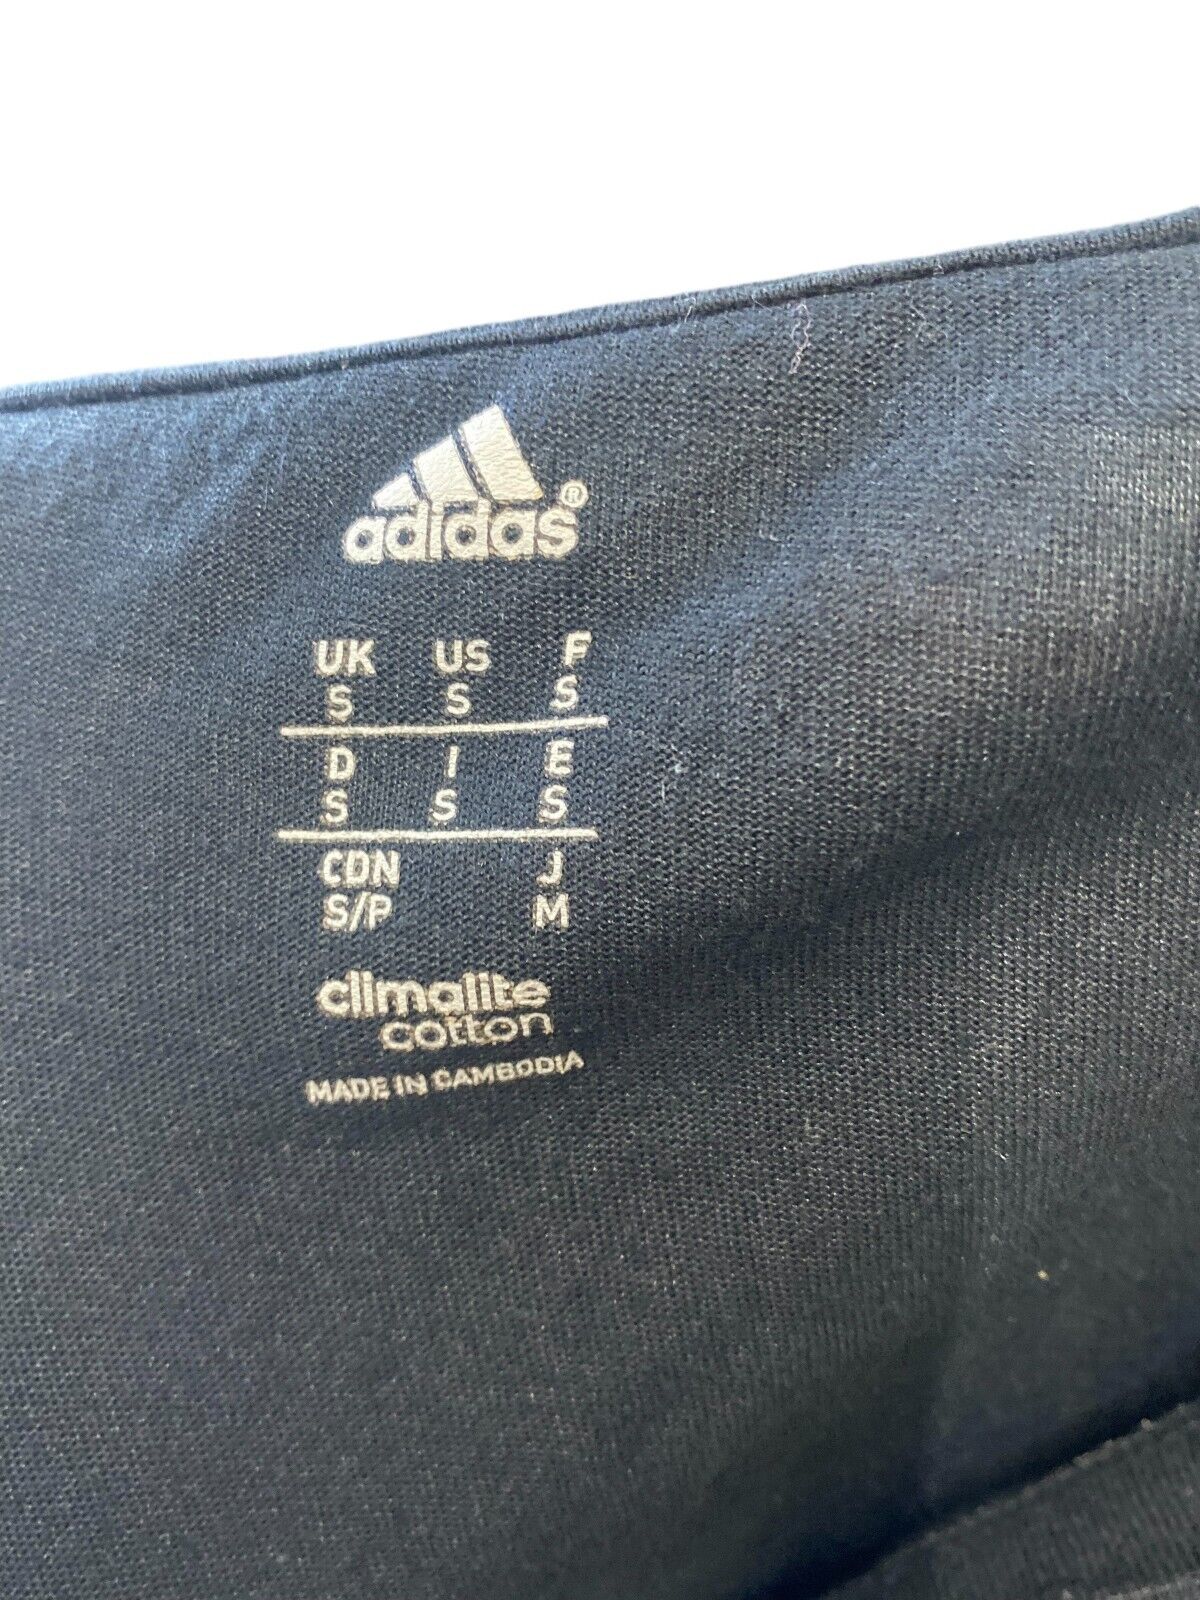 adidas®
UK US F
S S S
D I E
S S S
CDN J
S/P M
climalite
cotton
MADE IN CAMBODIA